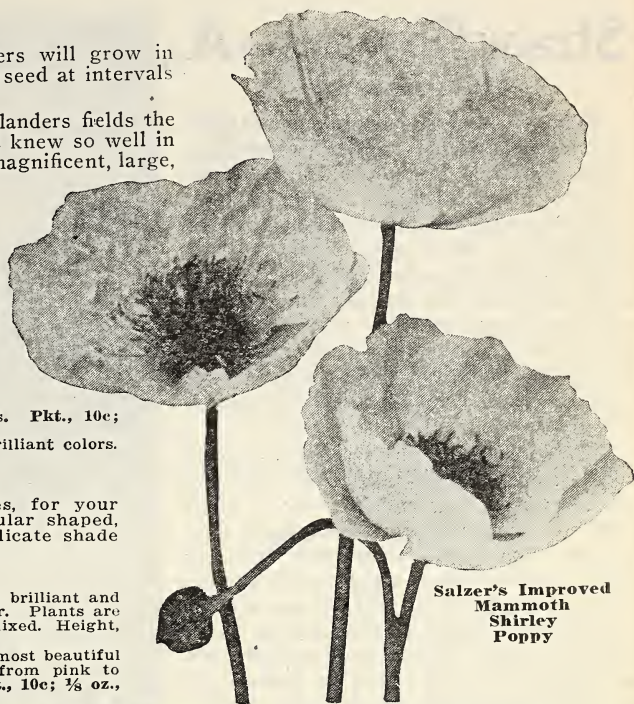 ers will grow in
seed at intervals
landers fields the
knew so well in
magnificent, large,
s. Pkt., 10c;
rilliant colors.
es, for your
ular shaped,
licate shade
brilliant and
r. Plants are
ixed. Height,
most beautiful
from pink to
t., 10c; ⅛ oz.,
Salzer's Improved
Mammoth
Shirley
Poppy